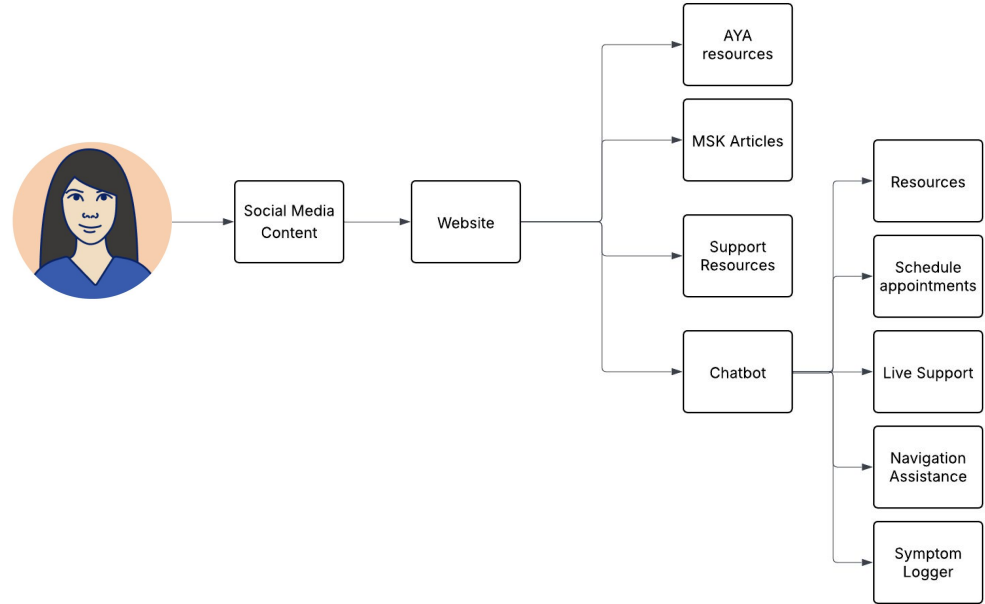 Social Media
Content
Website
AYA
resources
MSK Articles
Support
Resources
Chatbot
Resources
Schedule
appointments
Live Support
Navigation
Assistance
Symptom
Logger